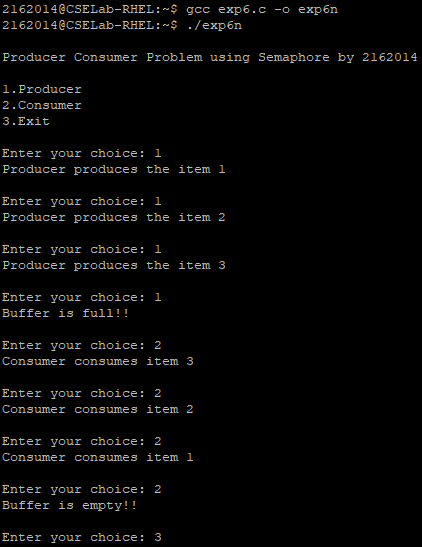 2162014@CSELab-RHEL:~$ gcc exp6.c -o exp6n
2162014@CSELab-RHEL:~$ ./exp6n
Producer Consumer Problem using Semaphore by 2162014
1.Producer
2.Consumer
3.Exit
Enter your choice: 1
Producer produces the item 1
Enter your choice: 1
Producer produces the item 2
Enter your choice: 1
Producer produces the item 3
Enter your choice: 1
Buffer is full!!
Enter your choice: 2
Consumer consumes item 3
Enter your choice: 2
Consumer consumes item 2
Enter your choice: 2
Consumer consumes item 1
Enter your choice: 2
Buffer is empty!!
Enter your choice: 3